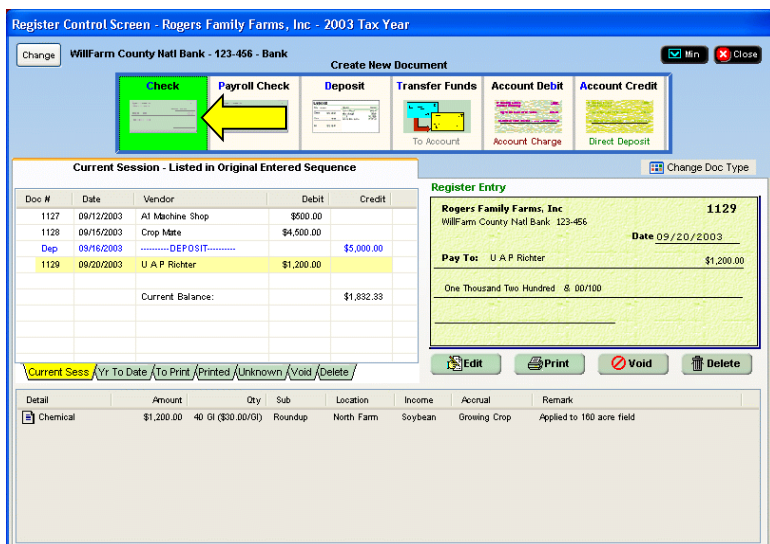 Register Control Screen - Rogers Family Farms, Inc - 2003 Tax Year
Change
WillFarm County Natl Bank - 123-456 - Bank
Min
Close
Create New Document
Check
Payroll Check
Deposit
Transfer Funds
To Account
Account Debit
Account Charge
Account Credit
Direct Deposit
Current Session - Listed in Original Entered Sequence
Change Doc Type
Doc # Date Vendor Debit Credit
1127 09/12/2003 A1 Machine Shop $500.00
1128 09/15/2003 Crop Mate $4,500.00
Dep 09/16/2003 ----------DEPOSIT---------- $5,000.00
1129 09/20/2003 U A P Richter $1,200.00
Current Balance: $1,832.33
Current Sess Yr To Date To Print Printed Unknown Void Delete
Register Entry
Rogers Family Farms, Inc 1129
WillFarm County Natl Bank 123-456
Date 09/20/2003
Pay To: U A P Richter $1,200.00
One Thousand Two Hundred & 00/100
Edit Print Void Delete
Detail Amount Qty Sub Location Income Accrual Remark
Chemical $1,200.00 40 Gl ($30.00/Gl) Roundup North Farm Soybean Growing Crop Applied to 160 acre field